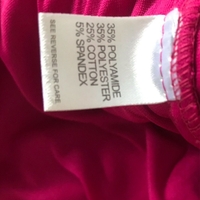 35% POLYAMIDE
35% POLYESTER
25% COTTON
5% SPANDEX
SEE REVERSE FOR CARE